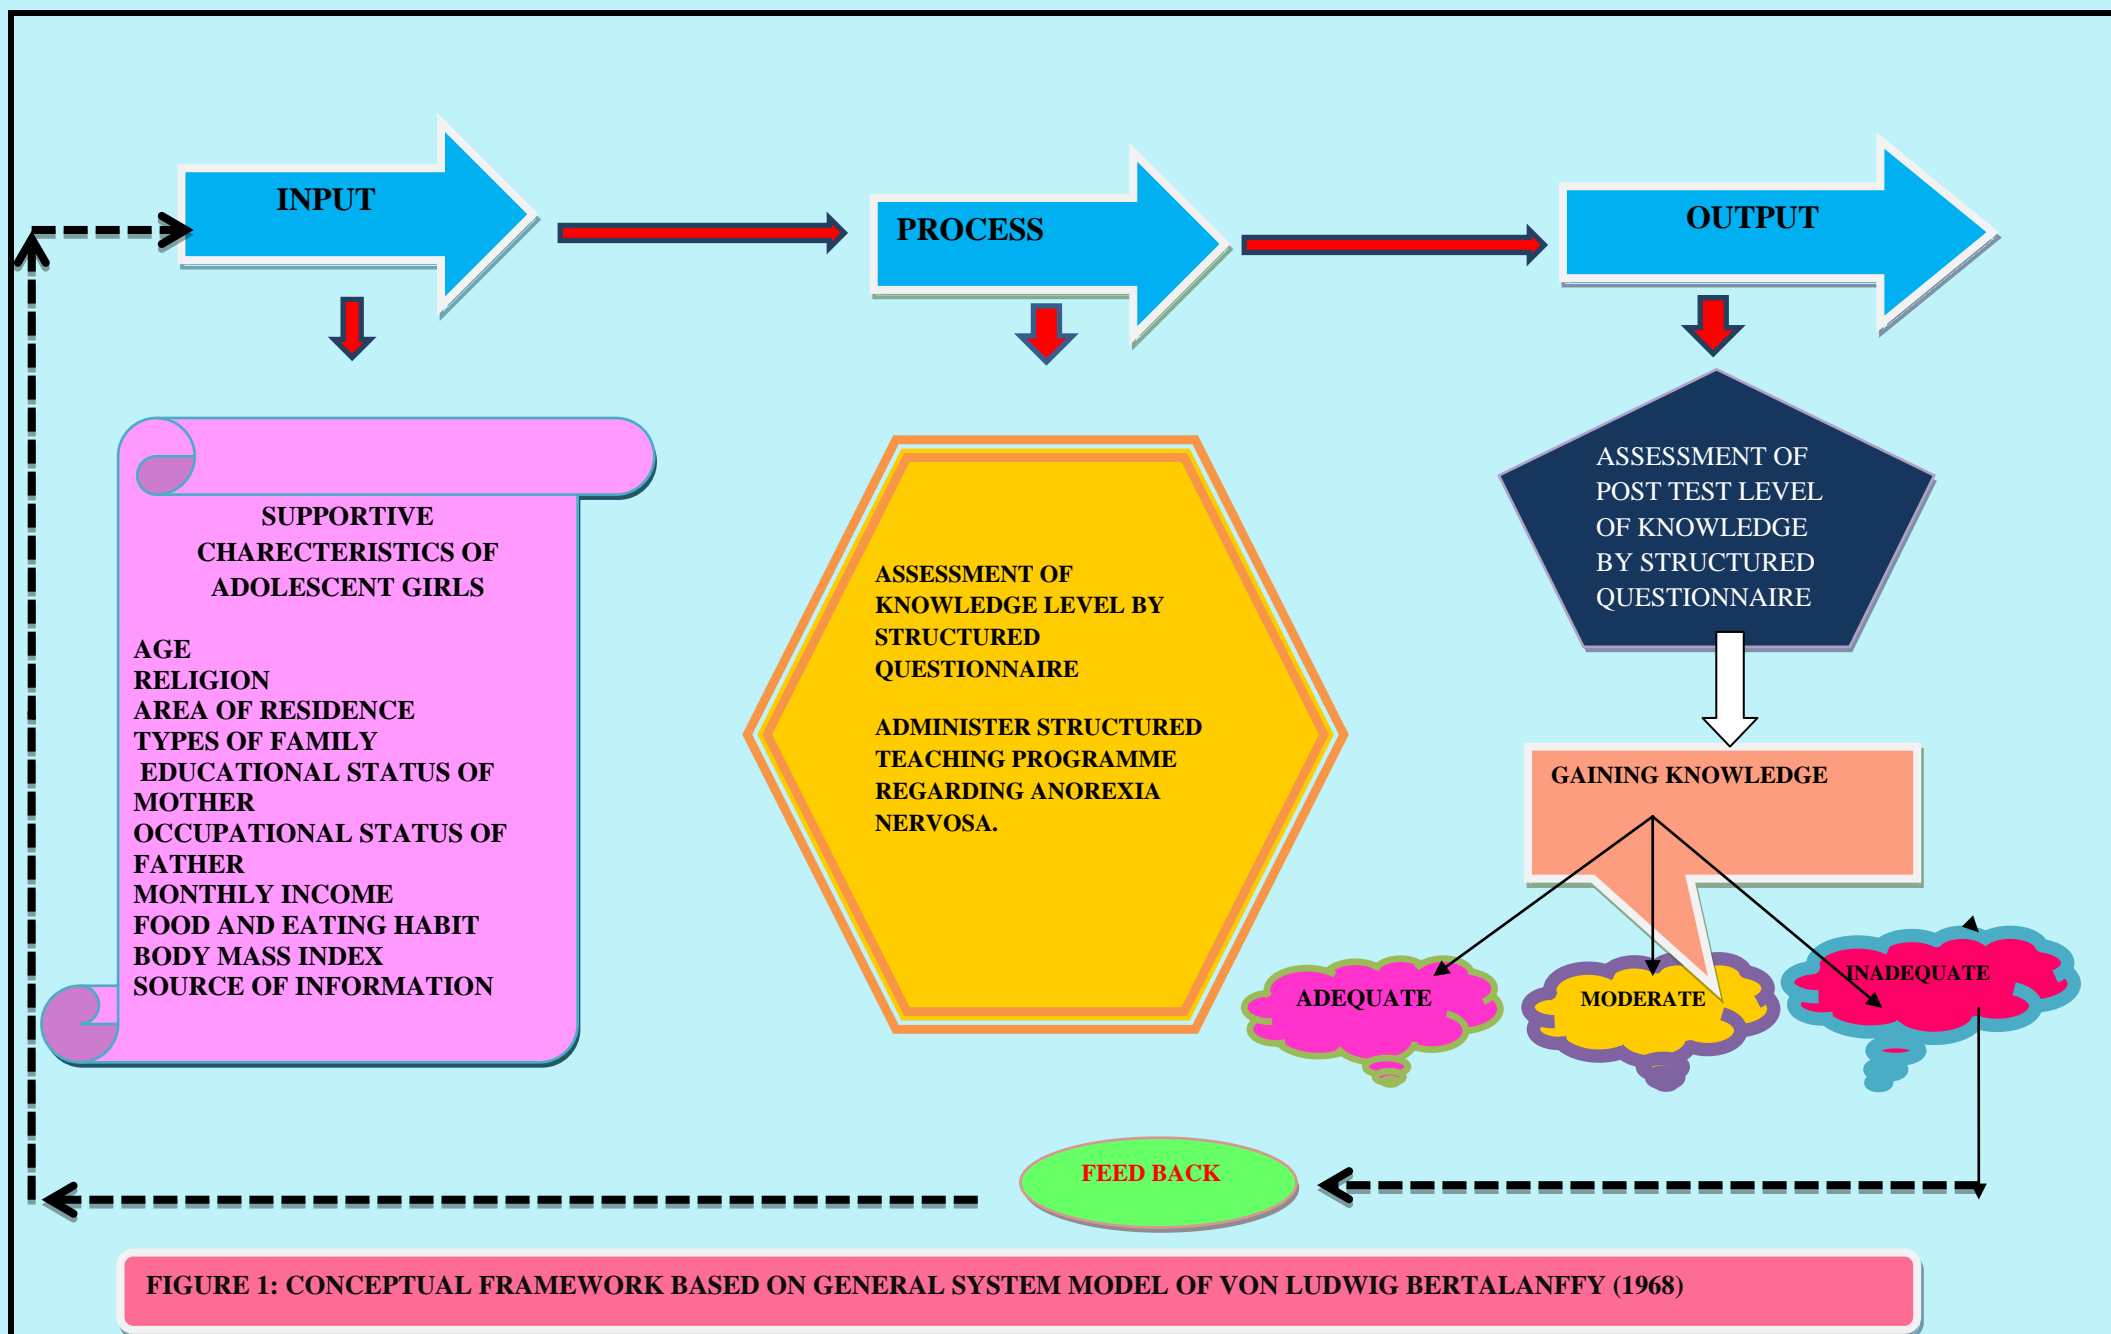 INPUT
PROCESS
OUTPUT
SUPPORTIVE
CHARECTERISTICS OF
ADOLESCENT GIRLS
AGE
RELIGION
AREA OF RESIDENCE
TYPES OF FAMILY
EDUCATIONAL STATUS OF
MOTHER
OCCUPATIONAL STATUS OF
FATHER
MONTHLY INCOME
FOOD AND EATING HABIT
BODY MASS INDEX
SOURCE OF INFORMATION
ASSESSMENT OF
KNOWLEDGE LEVEL BY
STRUCTURED
QUESTIONNAIRE
ADMINISTER STRUCTURED
TEACHING PROGRAMME
REGARDING ANOREXIA
NERVOSA.
ASSESSMENT OF
POST TEST LEVEL
OF KNOWLEDGE
BY STRUCTURED
QUESTIONNAIRE
GAINING KNOWLEDGE
ADEQUATE
MODERATE
INADEQUATE
FEED BACK
FIGURE 1: CONCEPTUAL FRAMEWORK BASED ON GENERAL SYSTEM MODEL OF VON LUDWIG BERTALANFFY (1968)